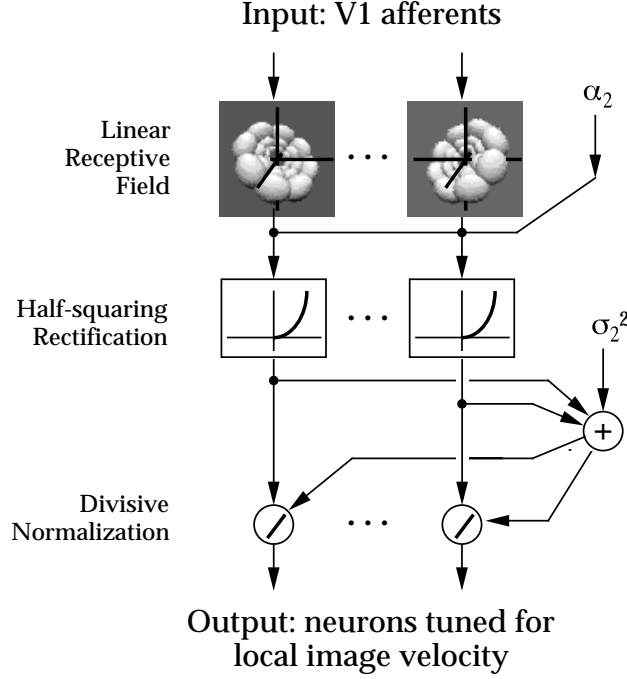 Input: V1 afferents
α₂
Linear
Receptive
Field
. . .
Half-squaring
Rectification
. . .
σ₂²
+
Divisive
Normalization
. . .
Output: neurons tuned for
local image velocity